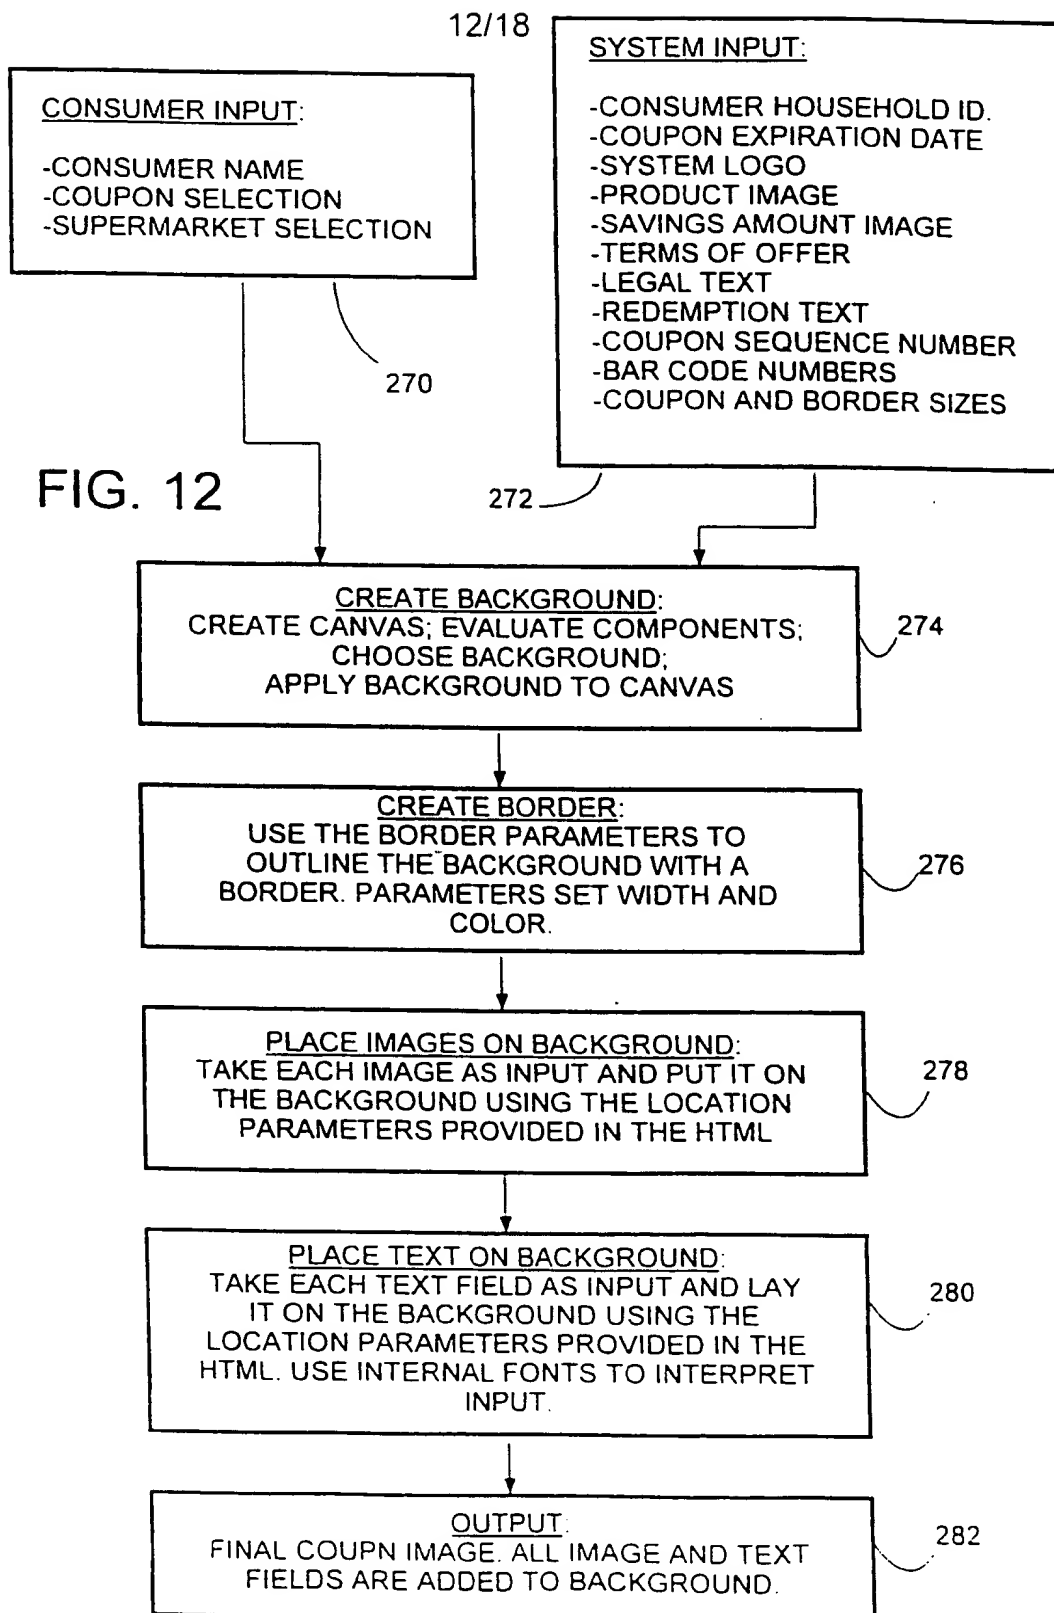 12/18
CONSUMER INPUT:
-CONSUMER NAME
-COUPON SELECTION
-SUPERMARKET SELECTION
270
SYSTEM INPUT:
-CONSUMER HOUSEHOLD ID.
-COUPON EXPIRATION DATE
-SYSTEM LOGO
-PRODUCT IMAGE
-SAVINGS AMOUNT IMAGE
-TERMS OF OFFER
-LEGAL TEXT
-REDEMPTION TEXT
-COUPON SEQUENCE NUMBER
-BAR CODE NUMBERS
-COUPON AND BORDER SIZES
272
FIG. 12
CREATE BACKGROUND:
CREATE CANVAS; EVALUATE COMPONENTS;
CHOOSE BACKGROUND;
APPLY BACKGROUND TO CANVAS
274
CREATE BORDER:
USE THE BORDER PARAMETERS TO
OUTLINE THE BACKGROUND WITH A
BORDER. PARAMETERS SET WIDTH AND
COLOR.
276
PLACE IMAGES ON BACKGROUND:
TAKE EACH IMAGE AS INPUT AND PUT IT ON
THE BACKGROUND USING THE LOCATION
PARAMETERS PROVIDED IN THE HTML
278
PLACE TEXT ON BACKGROUND:
TAKE EACH TEXT FIELD AS INPUT AND LAY
IT ON THE BACKGROUND USING THE
LOCATION PARAMETERS PROVIDED IN THE
HTML. USE INTERNAL FONTS TO INTERPRET
INPUT.
280
OUTPUT:
FINAL COUPN IMAGE. ALL IMAGE AND TEXT
FIELDS ARE ADDED TO BACKGROUND.
282